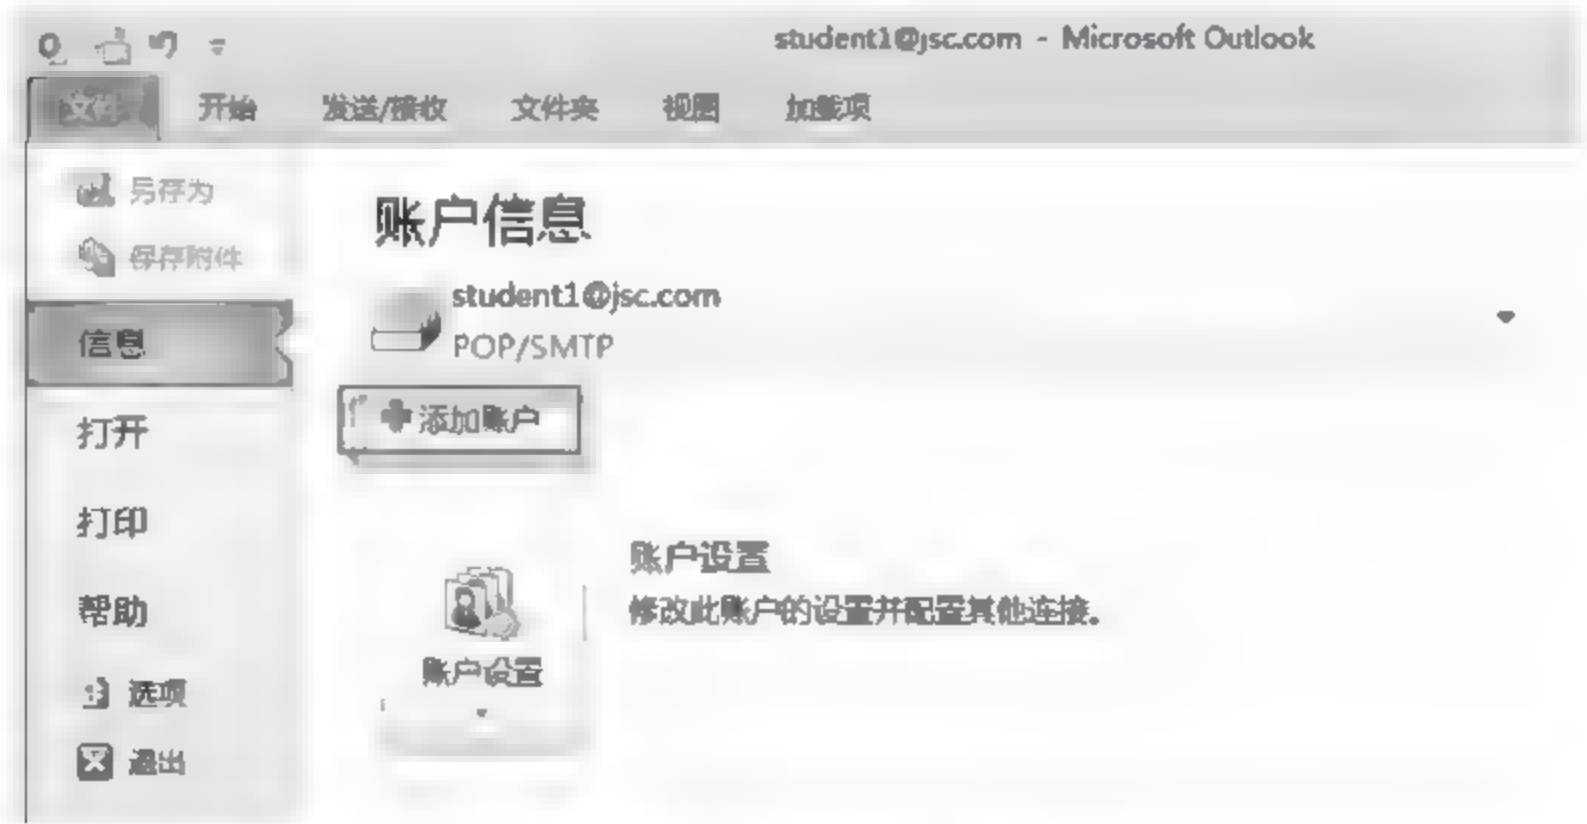 student1@jsc.com - Microsoft Outlook
文件 开始 发送/接收 文件夹 视图 加载项
另存为
保存附件
信息
打开
打印
帮助
选项
退出
账户信息
student1@jsc.com
POP/SMTP
添加账户
账户设置
账户设置
修改此账户的设置并配置其他连接。